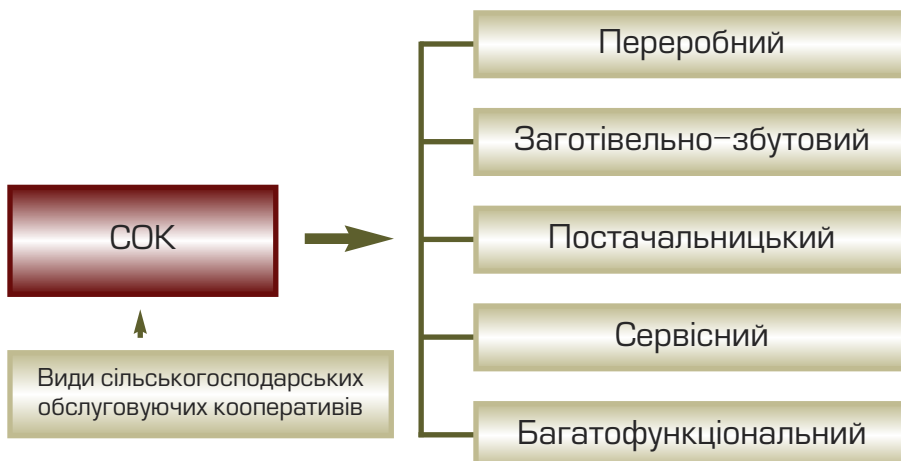 Переробний
Заготівельно-збутовий
СОК
Постачальницький
Сервісний
Види сільськогосподарських
обслуговуючих кооперативів
Багатофункціональний